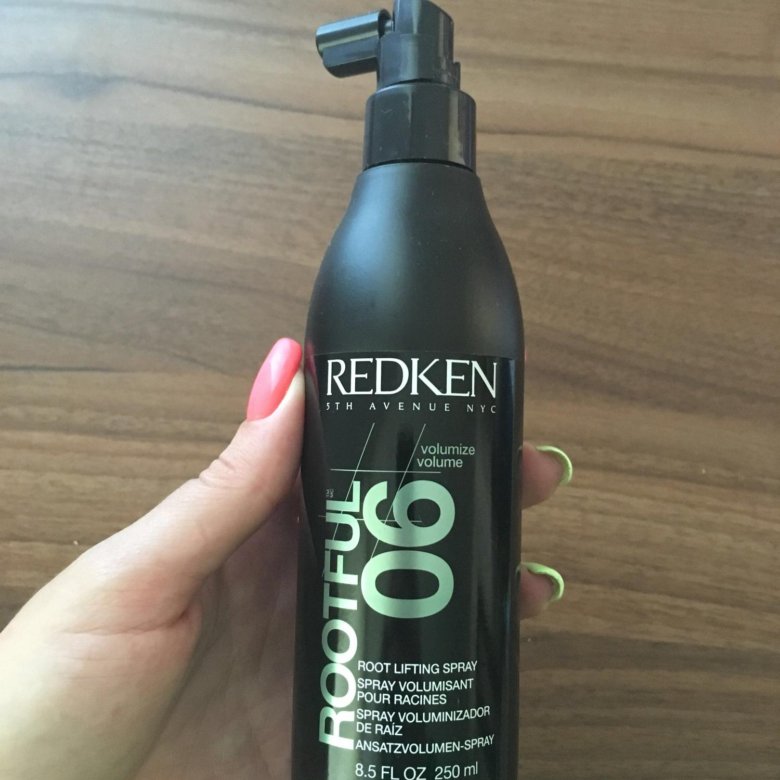 REDKEN
5TH AVENUE NYC
volumize
volume
ROOTFUL
06
ROOT LIFTING SPRAY
SPRAY VOLUMISANT
POUR RACINES
SPRAY VOLUMINIZADOR
DE RAÍZ
ANSATZVOLUMEN-SPRAY
8.5 FL OZ 250 ml